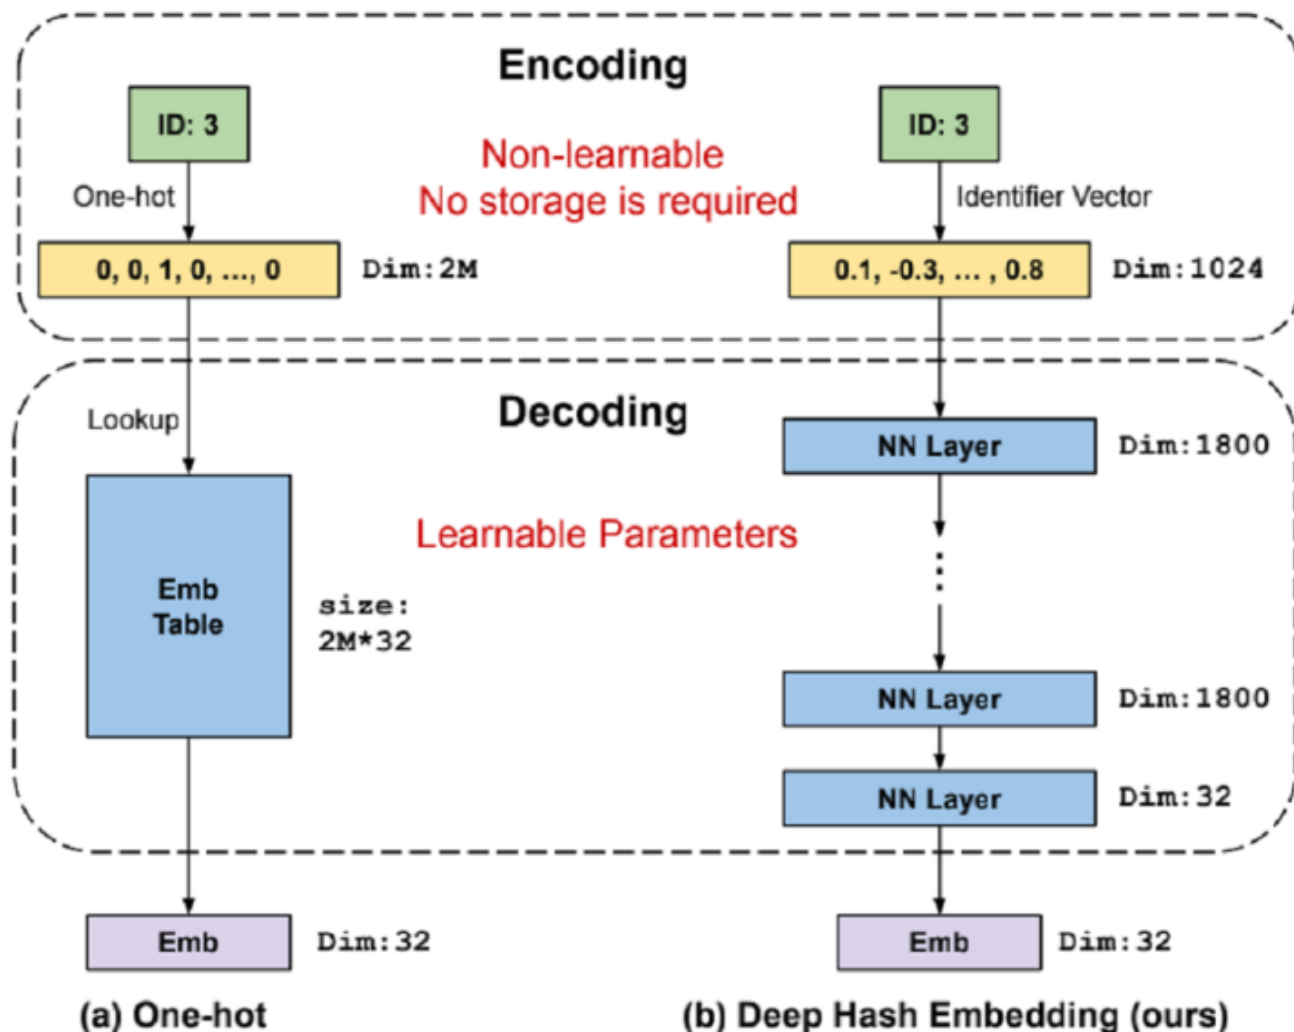 Encoding
ID: 3
ID: 3
Non-learnable
No storage is required
One-hot
Identifier Vector
0, 0, 1, 0, ..., 0
Dim:2M
0.1, -0.3, ... , 0.8
Dim:1024
Decoding
Lookup
NN Layer
Dim:1800
Learnable Parameters
Emb
Table
size:
2M*32
NN Layer
Dim:1800
NN Layer
Dim:32
Emb
Dim:32
Emb
Dim:32
(a) One-hot
(b) Deep Hash Embedding (ours)